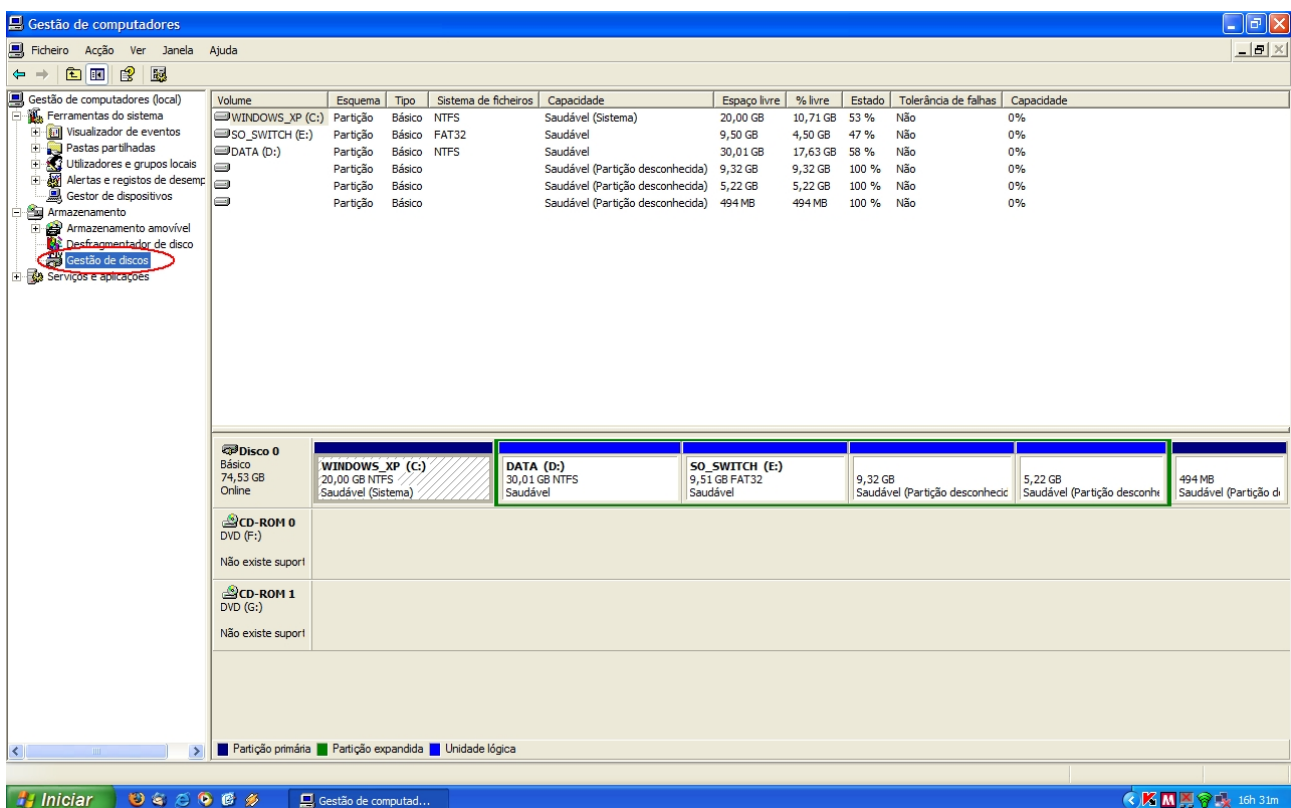 Gestão de computadores
Ficheiro Acção Ver Janela Ajuda
Gestão de computadores (local)
Ferramentas do sistema
Visualizador de eventos
Pastas partilhadas
Utilizadores e grupos locais
Alertas e registos de desemp
Gestor de dispositivos
Armazenamento
Armazenamento amovível
Desfragmentador de disco
Gestão de discos
Serviços e aplicações
Volume Esquema Tipo Sistema de ficheiros Capacidade Espaço livre % livre Estado Tolerância de falhas Capacidade
WINDOWS_XP (C:) Partição Básico NTFS Saudável (Sistema) 20,00 GB 10,71 GB 53 % Não 0%
SO_SWITCH (E:) Partição Básico FAT32 Saudável 9,50 GB 4,50 GB 47 % Não 0%
DATA (D:) Partição Básico NTFS Saudável 30,01 GB 17,63 GB 58 % Não 0%
Partição Básico Saudável (Partição desconhecida) 9,32 GB 9,32 GB 100 % Não 0%
Partição Básico Saudável (Partição desconhecida) 5,22 GB 5,22 GB 100 % Não 0%
Partição Básico Saudável (Partição desconhecida) 494 MB 494 MB 100 % Não 0%
Disco 0
Básico
74,53 GB
Online
WINDOWS_XP (C:)
20,00 GB NTFS
Saudável (Sistema)
DATA (D:)
30,01 GB NTFS
Saudável
SO_SWITCH (E:)
9,51 GB FAT32
Saudável
9,32 GB
Saudável (Partição desconhecic
5,22 GB
Saudável (Partição desconhe
494 MB
Saudável (Partição d
CD-ROM 0
DVD (F:)
Não existe suport
CD-ROM 1
DVD (G:)
Não existe suport
Partição primária Partição expandida Unidade lógica
Iniciar Gestão de computad... 16h 31m